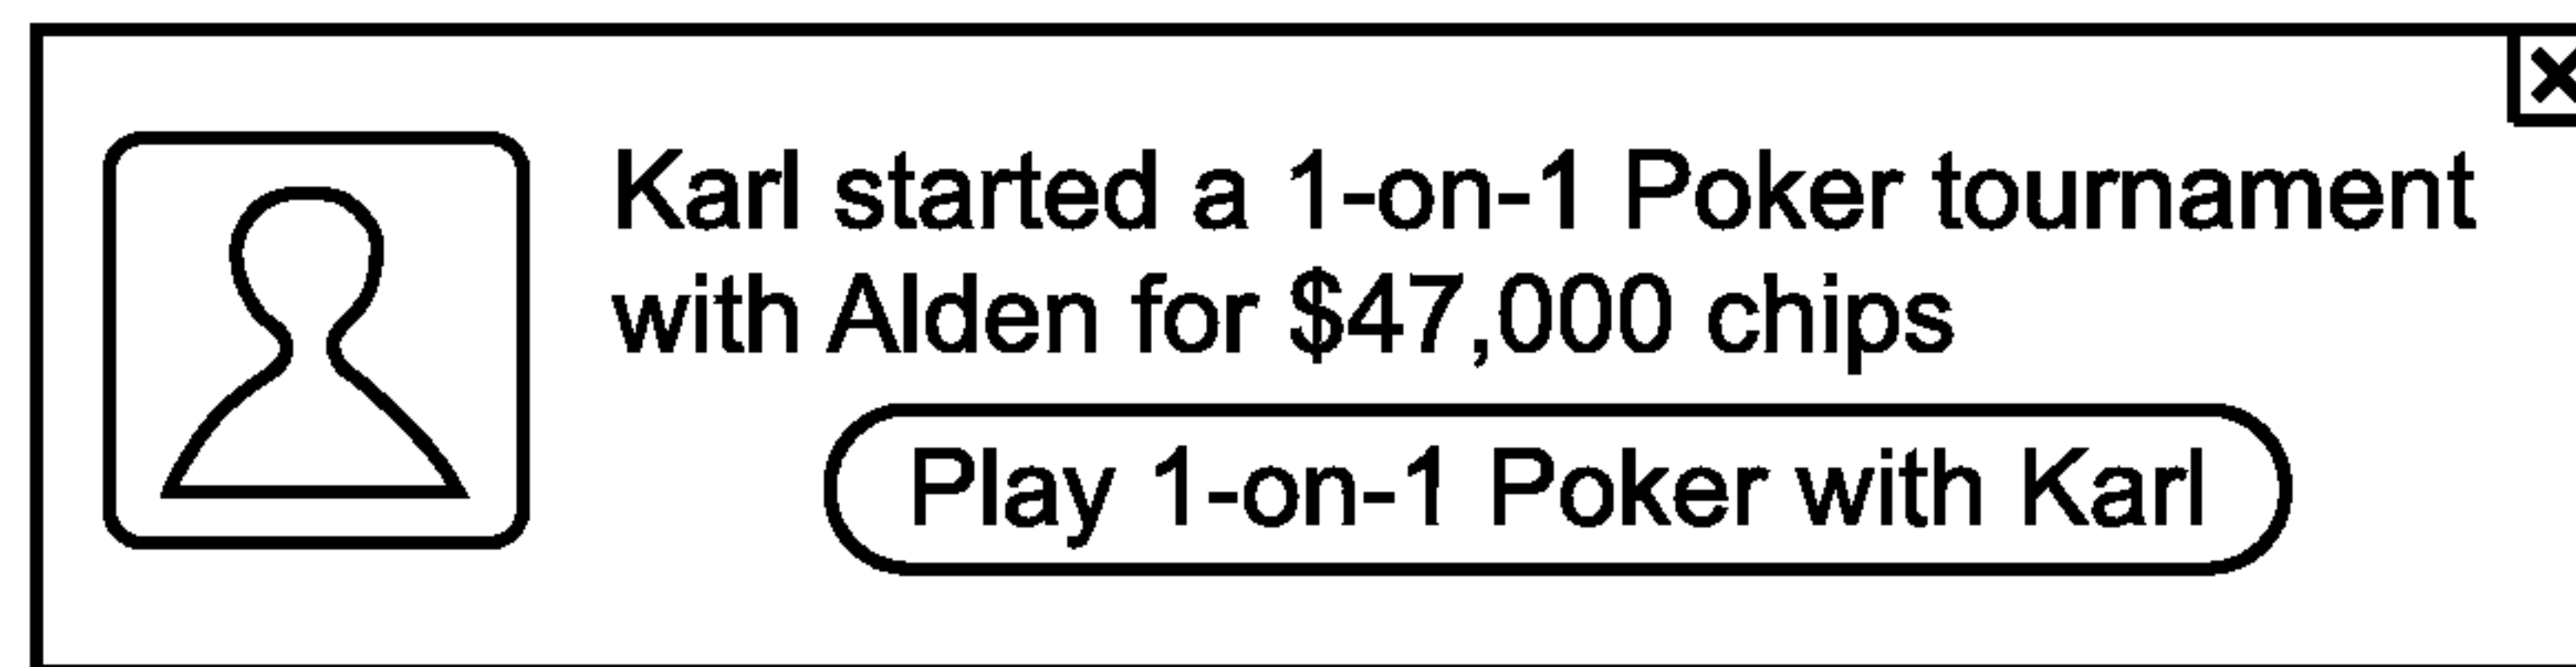 Karl started a 1-on-1 Poker tournament
with Alden for $47,000 chips
Play 1-on-1 Poker with Karl